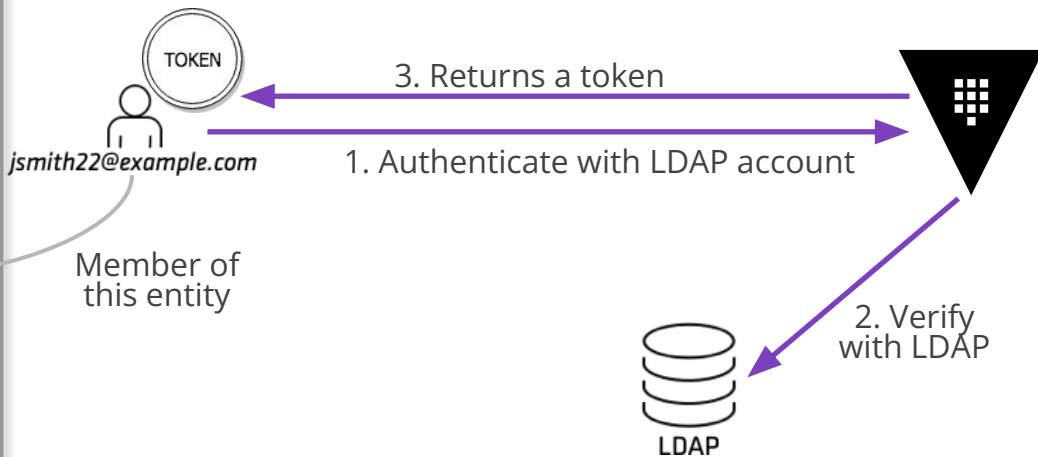 TOKEN
3. Returns a token
jsmith22@example.com
1. Authenticate with LDAP account
Member of
this entity
2. Verify
with LDAP
LDAP